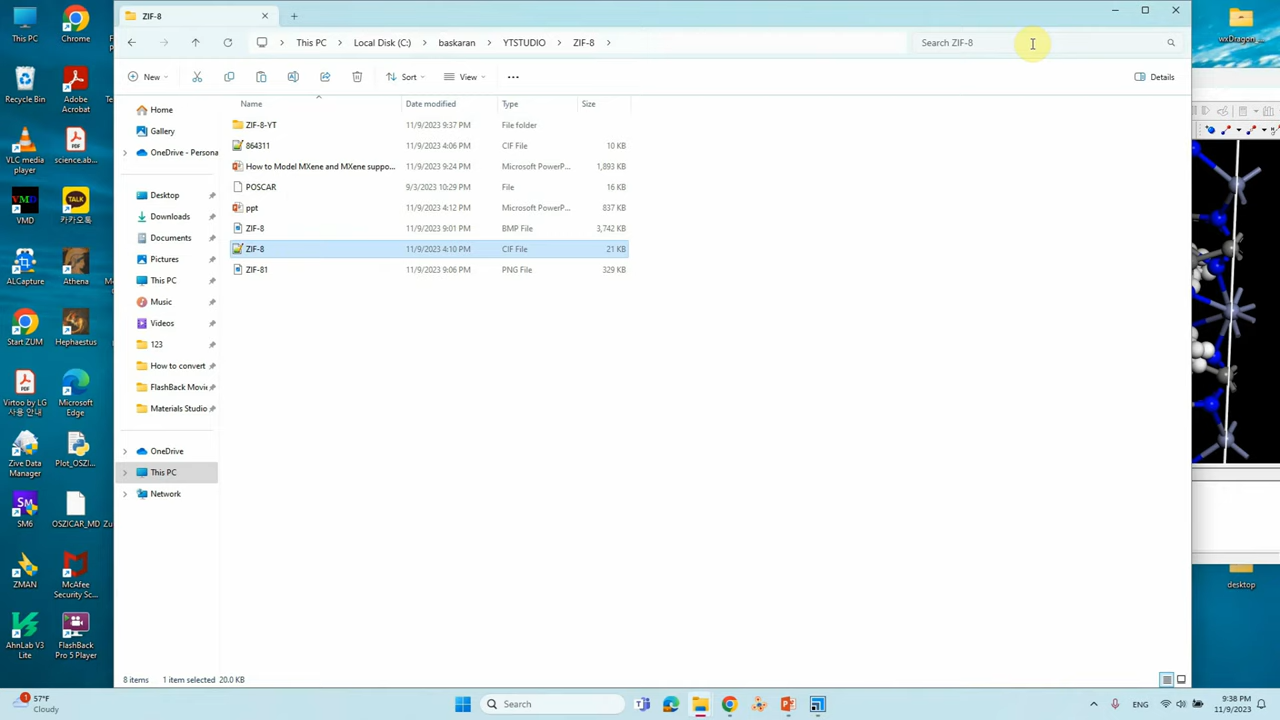 ZIF-8
This PC
Local Disk (C:)
baskaran
YTSTUDIO
ZIF-8
Search ZIF-8
New
Sort
View
Details
Name
Date modified
Type
Size
ZIF-8-YT
11/9/2023 9:37 PM
File folder
864311
11/9/2023 4:06 PM
CIF File
10 KB
How to Model MXene and MXene suppo...
11/9/2023 9:24 PM
Microsoft PowerP...
1,893 KB
POSCAR
9/3/2023 10:29 PM
File
16 KB
ppt
11/9/2023 4:12 PM
Microsoft PowerP...
837 KB
ZIF-8
11/9/2023 9:01 PM
BMP File
3,742 KB
ZIF-8
11/9/2023 4:10 PM
CIF File
21 KB
ZIF-81
11/9/2023 9:06 PM
PNG File
329 KB
Home
Gallery
OneDrive - Persona
Desktop
Downloads
Documents
Pictures
This PC
Music
Videos
123
How to convert
FlashBack Movie
Materials Studio
OneDrive
This PC
Network
8 items
1 item selected 20.0 KB
This PC
Chrome
Recycle Bin
Adobe
Acrobat
VLC media
player
science.ab...
VMD
TALK
카카오톡
ALCapture
Athena
Start ZUM
Hephaestus
Virtoo by LG
사용 안내
Microsoft
Edge
Zive Data
Manager
Plot_OSZI...
SM
SM6
OSZICAR_MD
ZMAN
McAfee
Security Sc...
AhnLab V3
Lite
FlashBack
Pro 5 Player
wxDragon
desktop
1
57°F
Cloudy
Search
ENG
9:38 PM
11/9/2023